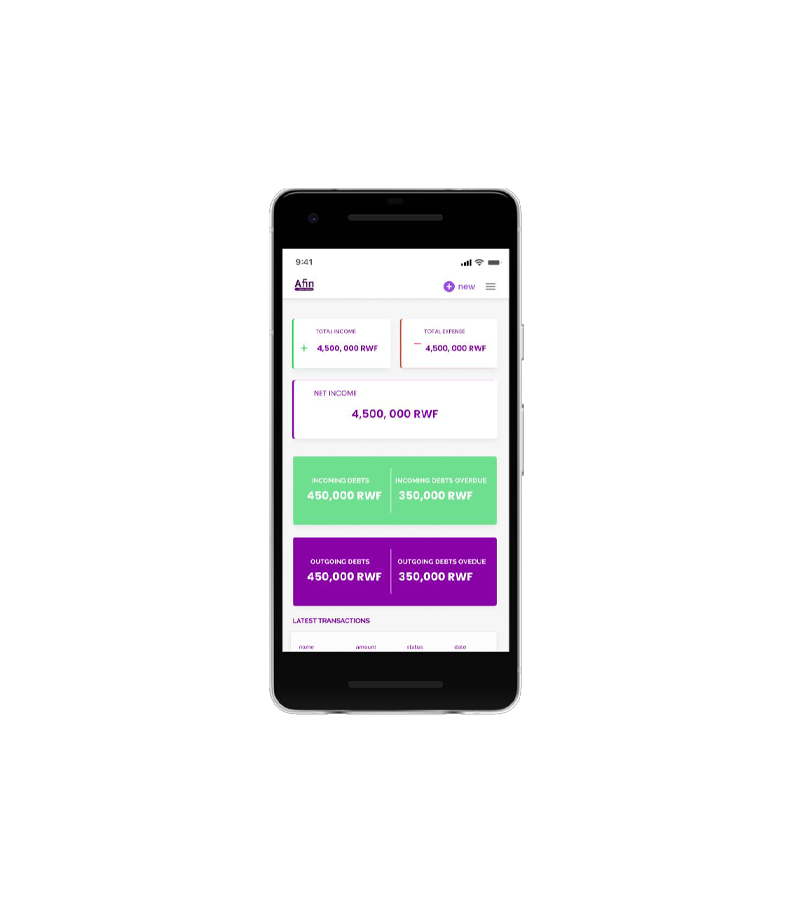 9:41
Afin
new
TOTAL INCOME
4,500, 000 RWF
TOTAL EXPENSE
4,500, 000 RWF
NET INCOME
4,500, 000 RWF
INCOMING DEBTS
450,000 RWF
INCOMING DEBTS OVERDUE
350,000 RWF
OUTGOING DEBTS
450,000 RWF
OUTGOING DEBTS OVEDUE
350,000 RWF
LATEST TRANSACTIONS
name amount status date